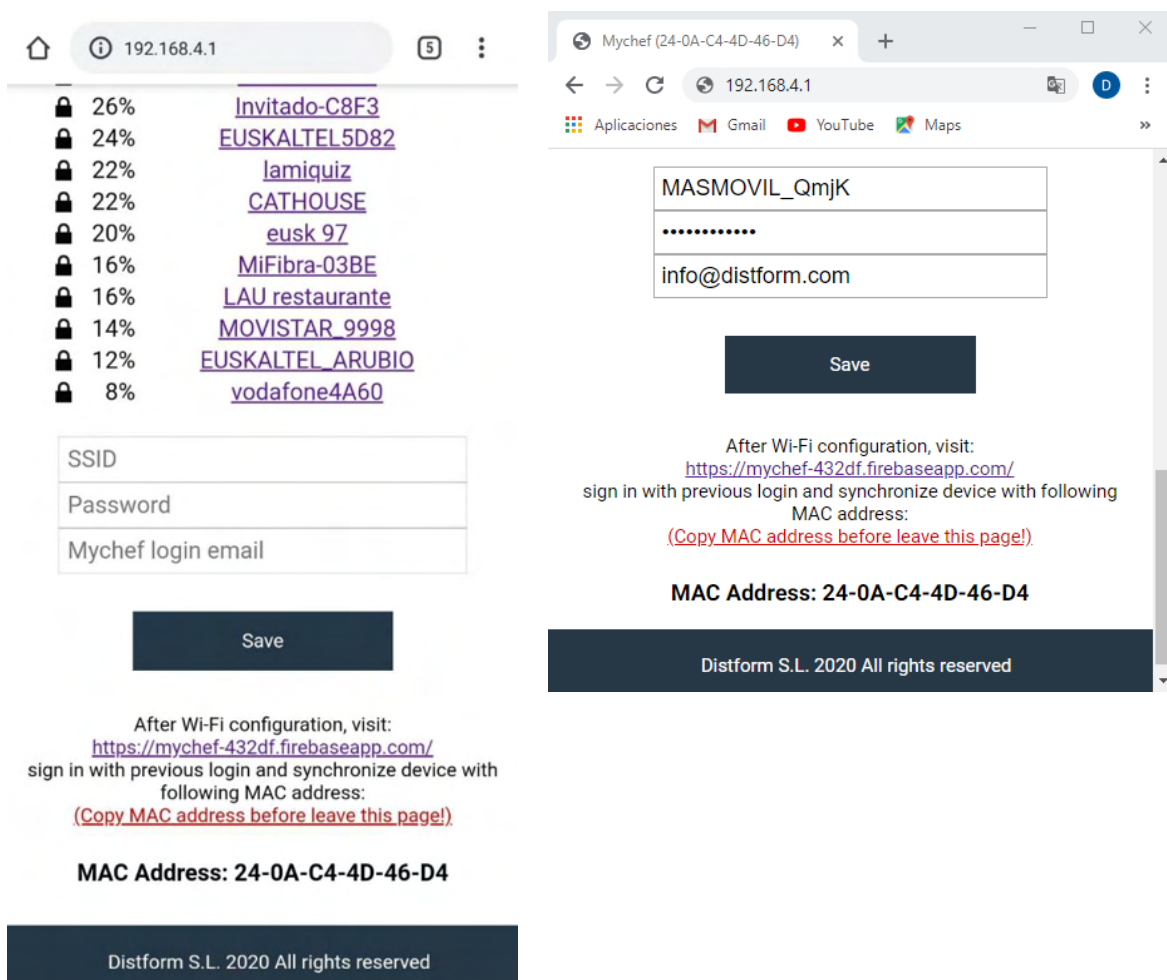 192.168.4.1
5
26% Invitado-C8F3
24% EUSKALTEL5D82
22% lamiquiz
22% CATHOUSE
20% eusk 97
16% MiFibra-03BE
16% LAU restaurante
14% MOVISTAR_9998
12% EUSKALTEL_ARUBIO
8% vodafone4A60
SSID
Password
Mychef login email
Save
After Wi-Fi configuration, visit:
https://mychef-432df.firebaseapp.com/
sign in with previous login and synchronize device with
following MAC address:
(Copy MAC address before leave this page!)
MAC Address: 24-0A-C4-4D-46-D4
Distform S.L. 2020 All rights reserved
Mychef (24-0A-C4-4D-46-D4)
192.168.4.1
D
Aplicaciones Gmail YouTube Maps
MASMOVIL_QmjK
••••••••••••
info@distform.com
Save
After Wi-Fi configuration, visit:
https://mychef-432df.firebaseapp.com/
sign in with previous login and synchronize device with following
MAC address:
(Copy MAC address before leave this page!)
MAC Address: 24-0A-C4-4D-46-D4
Distform S.L. 2020 All rights reserved